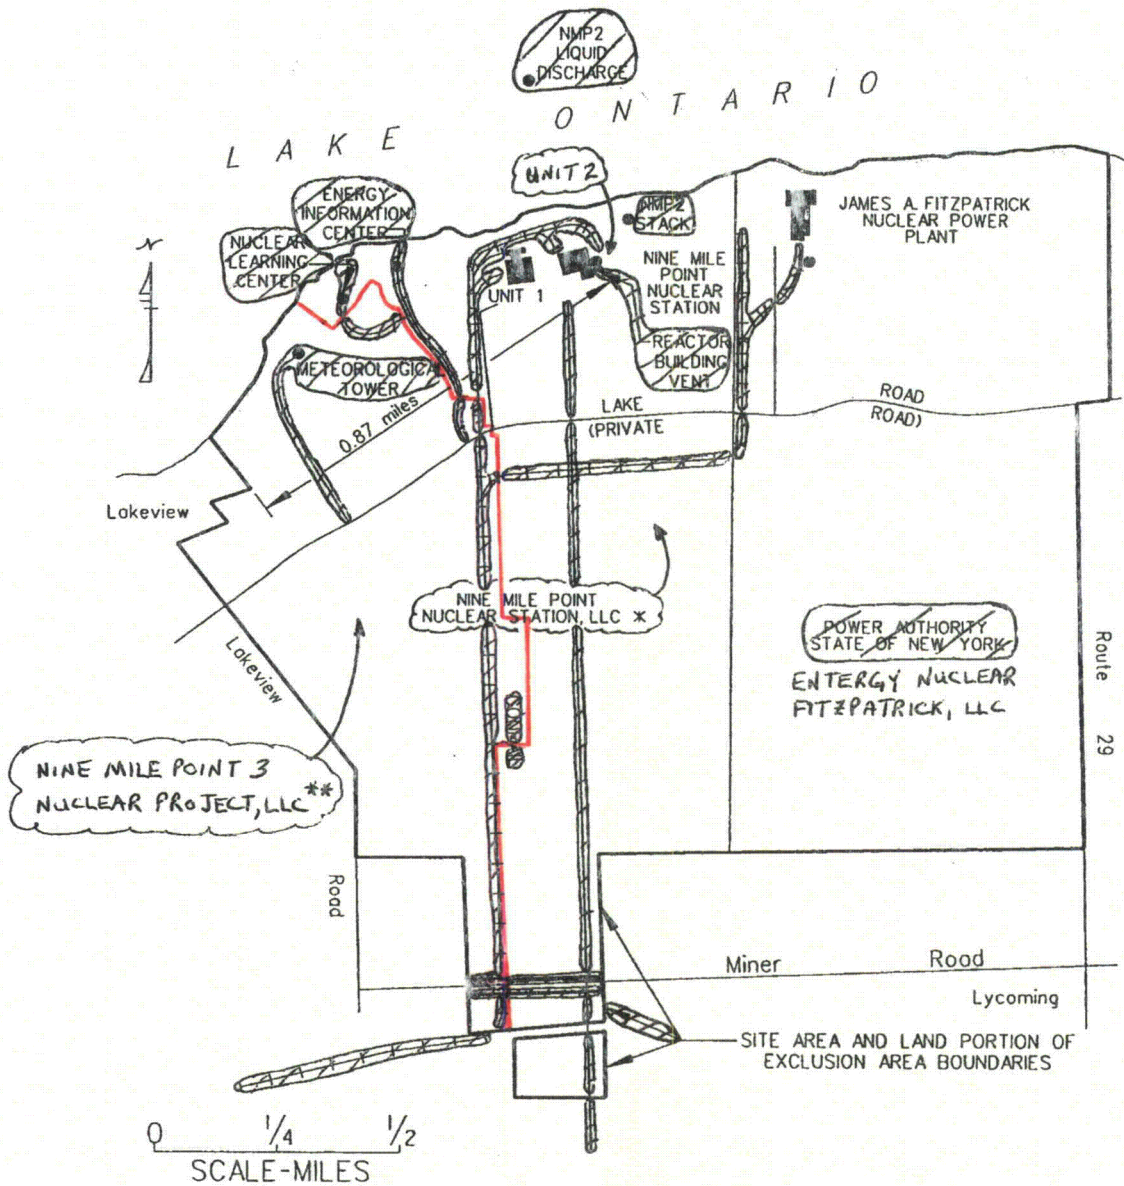 NMP2
LIQUID
DISCHARGE
LAKE ONTARIO
UNIT 2
ENERGY
INFORMATION
CENTER
NMP2
STACK
JAMES A. FITZPATRICK
NUCLEAR POWER
PLANT
NUCLEAR
LEARNING
CENTER
N
NINE MILE
POINT
NUCLEAR
STATION
UNIT 1
REACTOR
BUILDING
VENT
METEOROLOGICAL
TOWER
0.87 miles
LAKE ROAD
(PRIVATE ROAD)
Lakeview
NINE MILE POINT
NUCLEAR STATION, LLC *
POWER AUTHORITY
STATE OF NEW YORK
ENTERGY NUCLEAR
FITZPATRICK, LLC
Route 29
Lakeview
NINE MILE POINT 3
NUCLEAR PROJECT, LLC **
Road
Miner Road
Lycoming
SITE AREA AND LAND PORTION OF
EXCLUSION AREA BOUNDARIES
0 1/4 1/2
SCALE-MILES